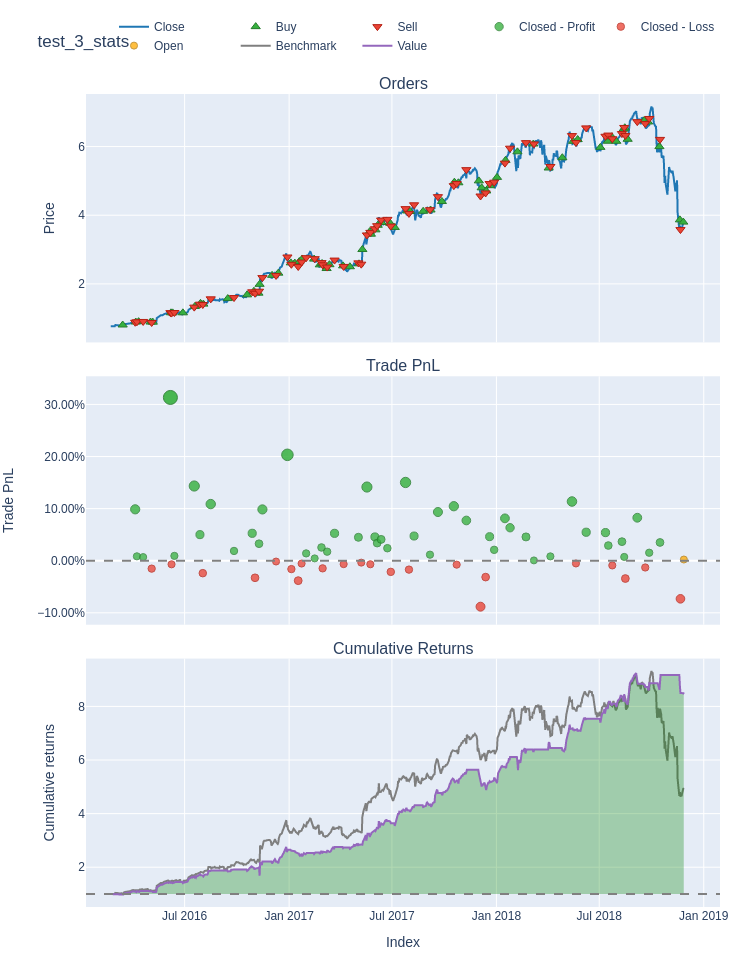 test_3_stats
Close Buy Sell Closed - Profit Closed - Loss
Open Benchmark Value
Orders
6
4
2
Price
Trade PnL
30.00%
20.00%
10.00%
0.00%
−10.00%
Trade PnL
Cumulative Returns
8
6
4
2
Cumulative returns
Jul 2016 Jan 2017 Jul 2017 Jan 2018 Jul 2018 Jan 2019
Index